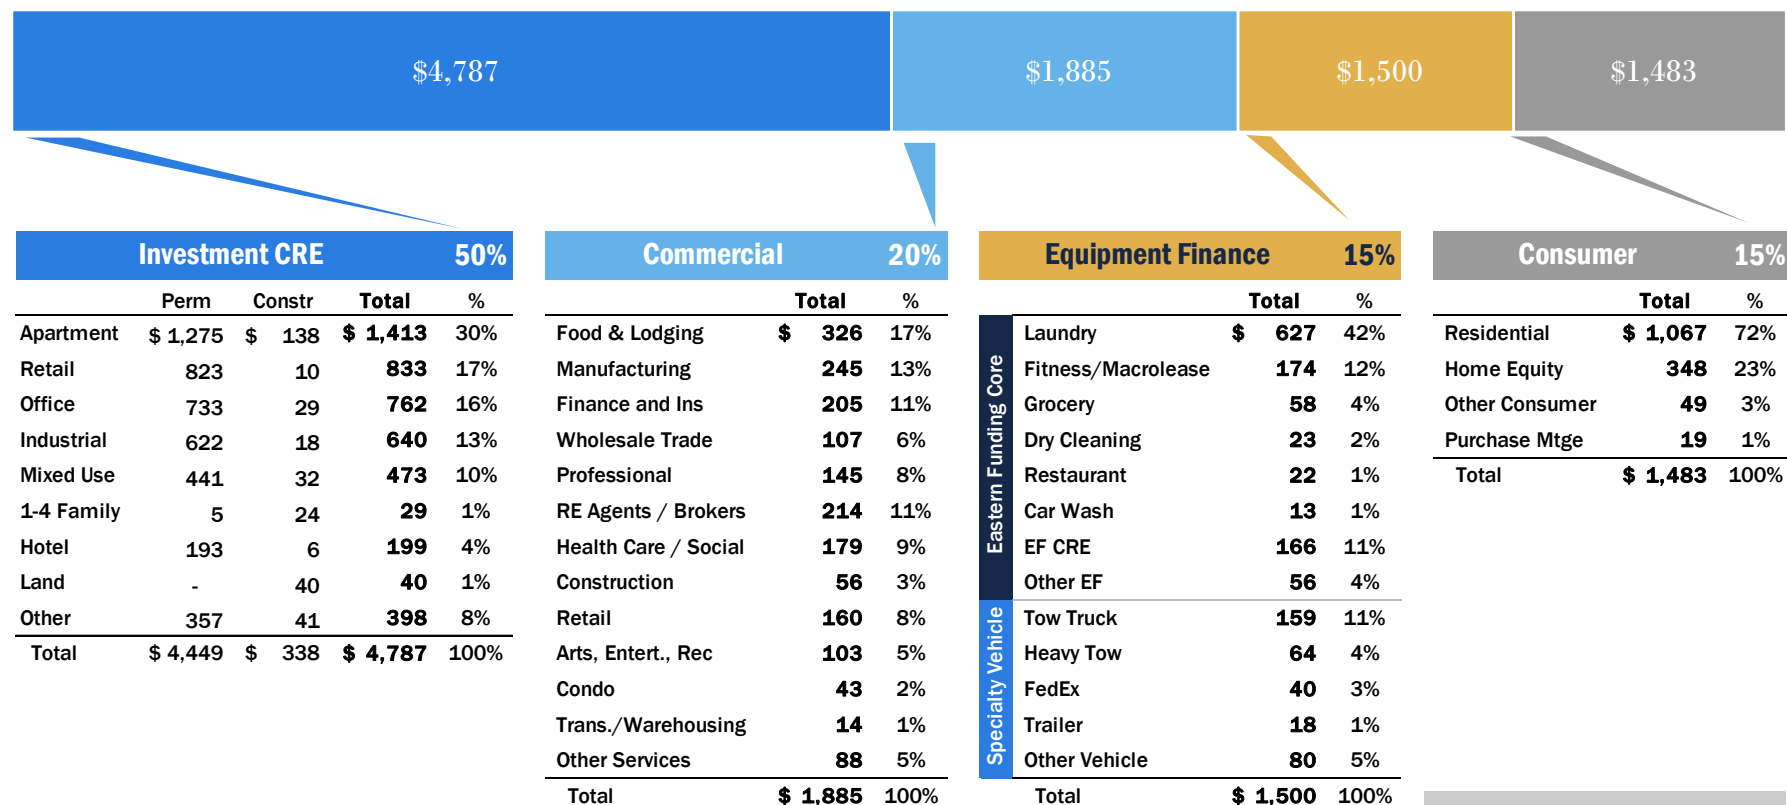 $4,787 $1,885 $1,500 $1,483
Investment CRE 50%
Perm Constr Total %
Apartment $ 1,275 $ 138 $ 1,413 30%
Retail 823 10 833 17%
Office 733 29 762 16%
Industrial 622 18 640 13%
Mixed Use 441 32 473 10%
1-4 Family 5 24 29 1%
Hotel 193 6 199 4%
Land - 40 40 1%
Other 357 41 398 8%
Total $ 4,449 $ 338 $ 4,787 100%
Commercial 20%
Total %
Food & Lodging $ 326 17%
Manufacturing 245 13%
Finance and Ins 205 11%
Wholesale Trade 107 6%
Professional 145 8%
RE Agents / Brokers 214 11%
Health Care / Social 179 9%
Construction 56 3%
Retail 160 8%
Arts, Entert., Rec 103 5%
Condo 43 2%
Trans./Warehousing 14 1%
Other Services 88 5%
Total $ 1,885 100%
Equipment Finance 15%
Total %
Eastern Funding Core
Laundry $ 627 42%
Fitness/Macrolease 174 12%
Grocery 58 4%
Dry Cleaning 23 2%
Restaurant 22 1%
Car Wash 13 1%
EF CRE 166 11%
Other EF 56 4%
Specialty Vehicle
Tow Truck 159 11%
Heavy Tow 64 4%
FedEx 40 3%
Trailer 18 1%
Other Vehicle 80 5%
Total $ 1,500 100%
Consumer 15%
Total %
Residential $ 1,067 72%
Home Equity 348 23%
Other Consumer 49 3%
Purchase Mtge 19 1%
Total $ 1,483 100%